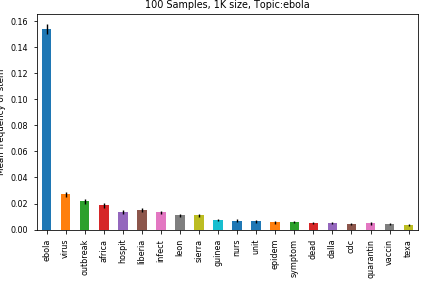 100 Samples, 1K size, Topic:ebola
Mean frequency of stem
0.16
0.14
0.12
0.10
0.08
0.06
0.04
0.02
0.00
ebola
virus
outbreak
africa
hospit
liberia
infect
leon
sierra
guinea
nurs
unit
epidem
symptom
dead
dalla
cdc
quarantin
vaccin
texa